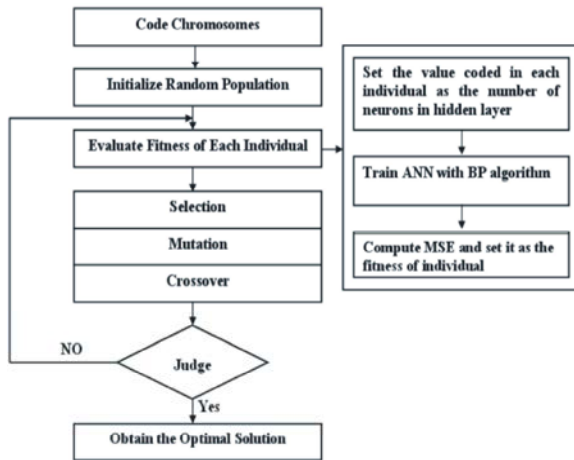 Code Chromosomes
Initialize Random Population
Evaluate Fitness of Each Individual
Selection
Mutation
Crossover
NO
Judge
Yes
Obtain the Optimal Solution
Set the value coded in each
individual as the number of
neurons in hidden layer
Train ANN with BP algorithm
Compute MSE and set it as the
fitness of individual